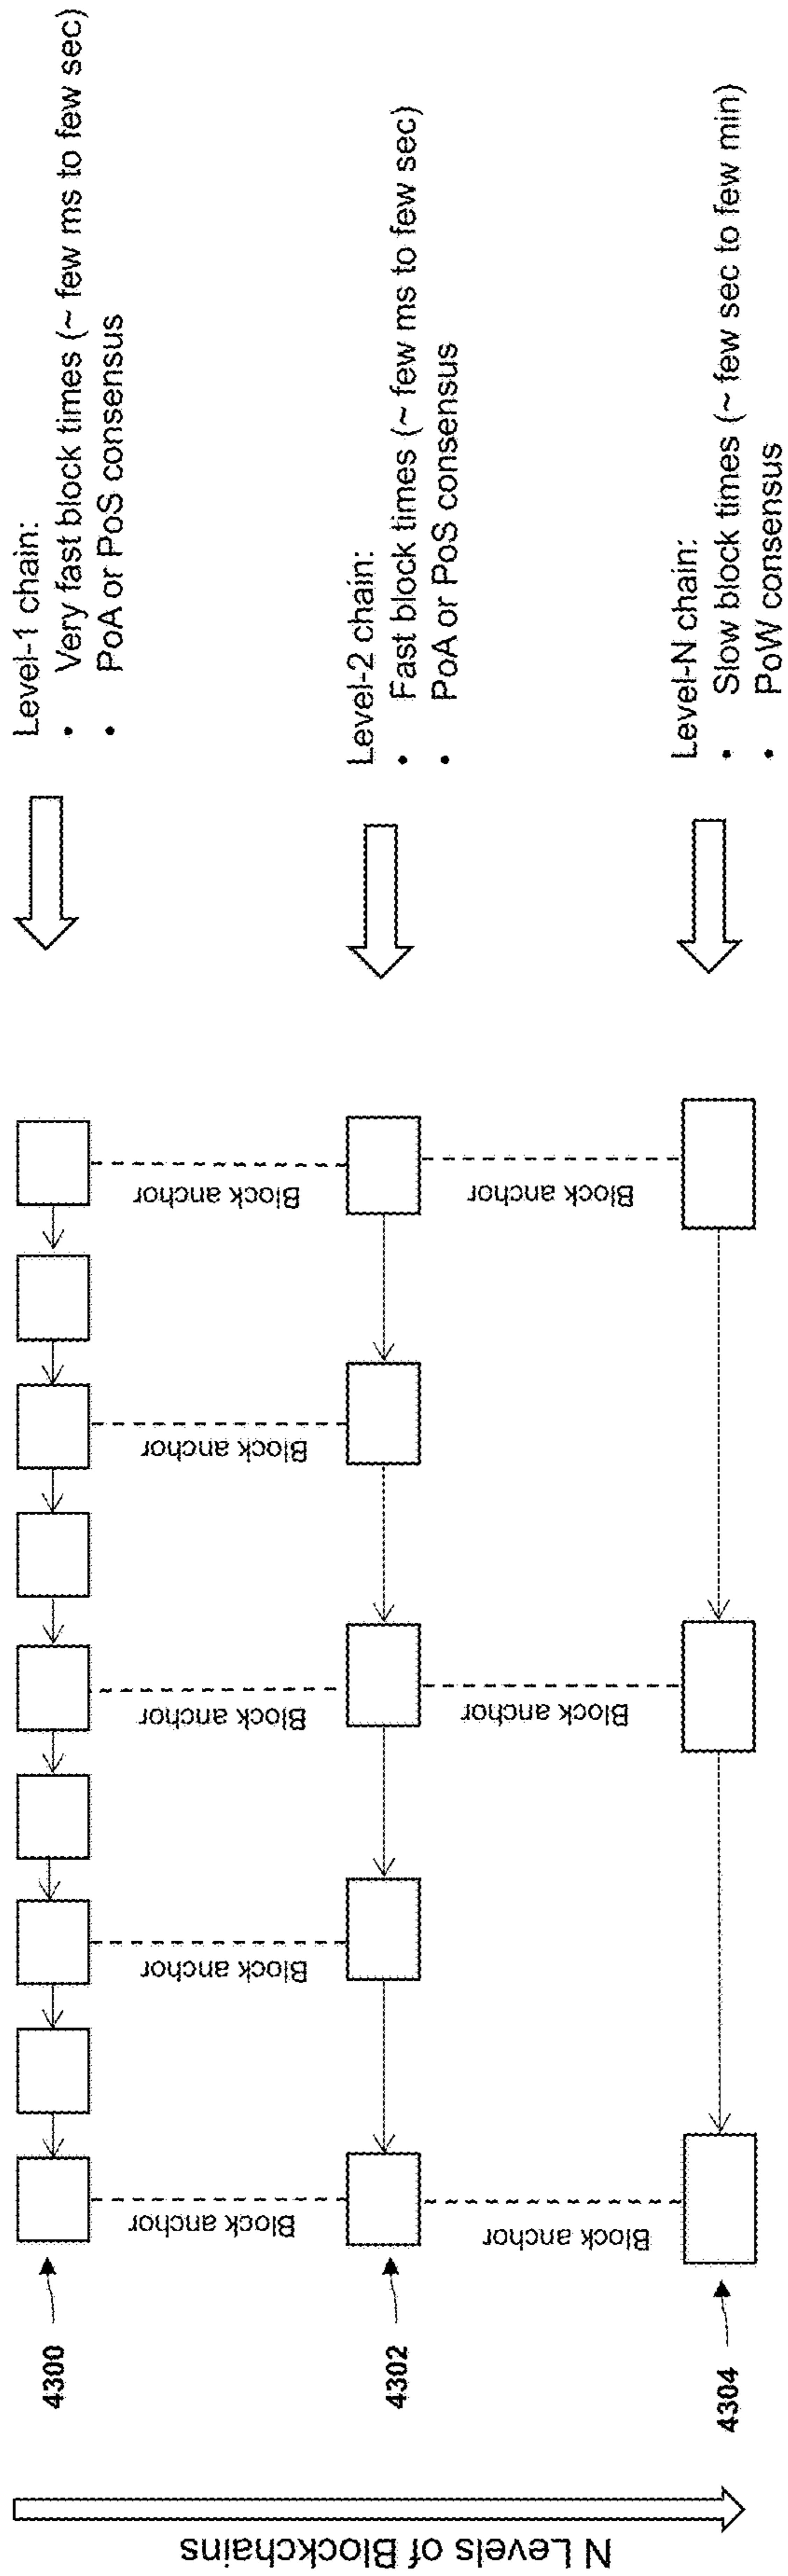 N Levels of Blockchains
4300
Block anchor
Block anchor
Block anchor
Block anchor
Block anchor
Level-1 chain:
• Very fast block times (~ few ms to few sec)
• PoA or PoS consensus
4302
Block anchor
Block anchor
Block anchor
Level-2 chain:
• Fast block times (~ few ms to few sec)
• PoA or PoS consensus
4304
Level-N chain:
• Slow block times (~ few sec to few min)
• PoW consensus